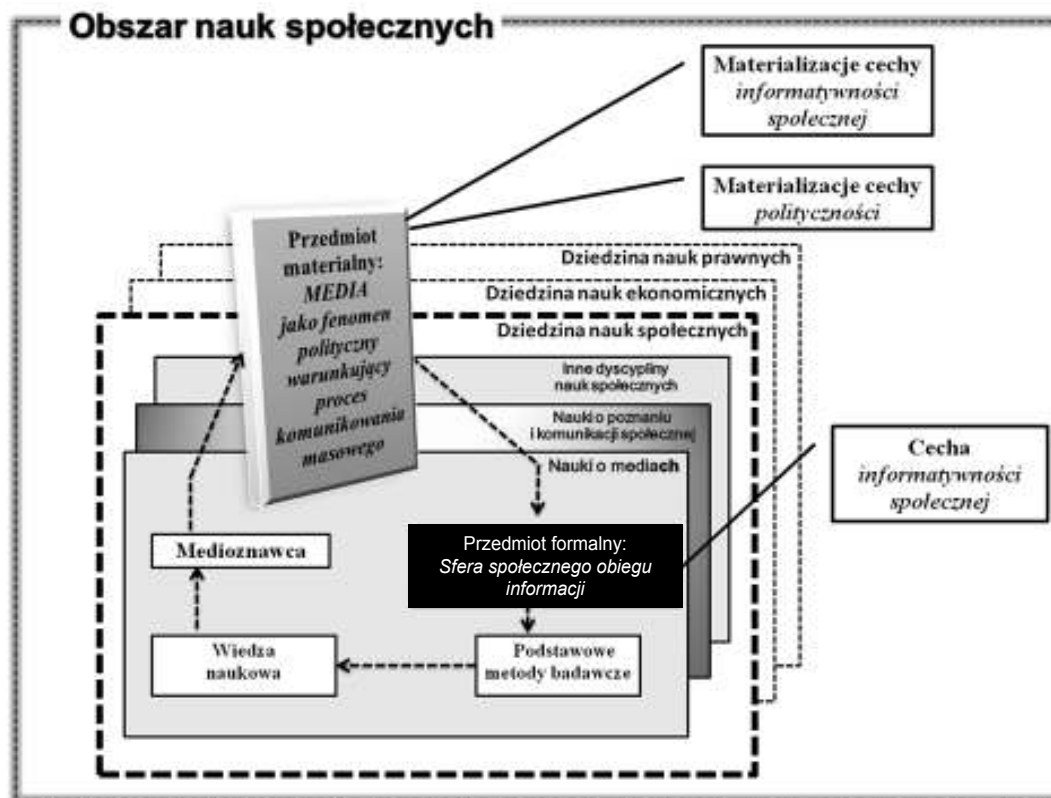 Obszar nauk społecznych
Materializacje cechy
informatywności
społecznej
Materializacje cechy
polityczności
Przedmiot
materialny:
MEDIA
jako fenomen
polityczny
warunkujący
proces
komunikowania
masowego
Dziedzina nauk prawnych
Dziedzina nauk ekonomicznych
Dziedzina nauk społecznych
Inne dyscypliny
nauk społecznych
Nauki o poznaniu
i komunikacji społecznej
Nauki o mediach
Cecha
informatywności
społecznej
Medioznawca
Przedmiot formalny:
Sfera społecznego obiegu
informacji
Wiedza
naukowa
Podstawowe
metody badawcze